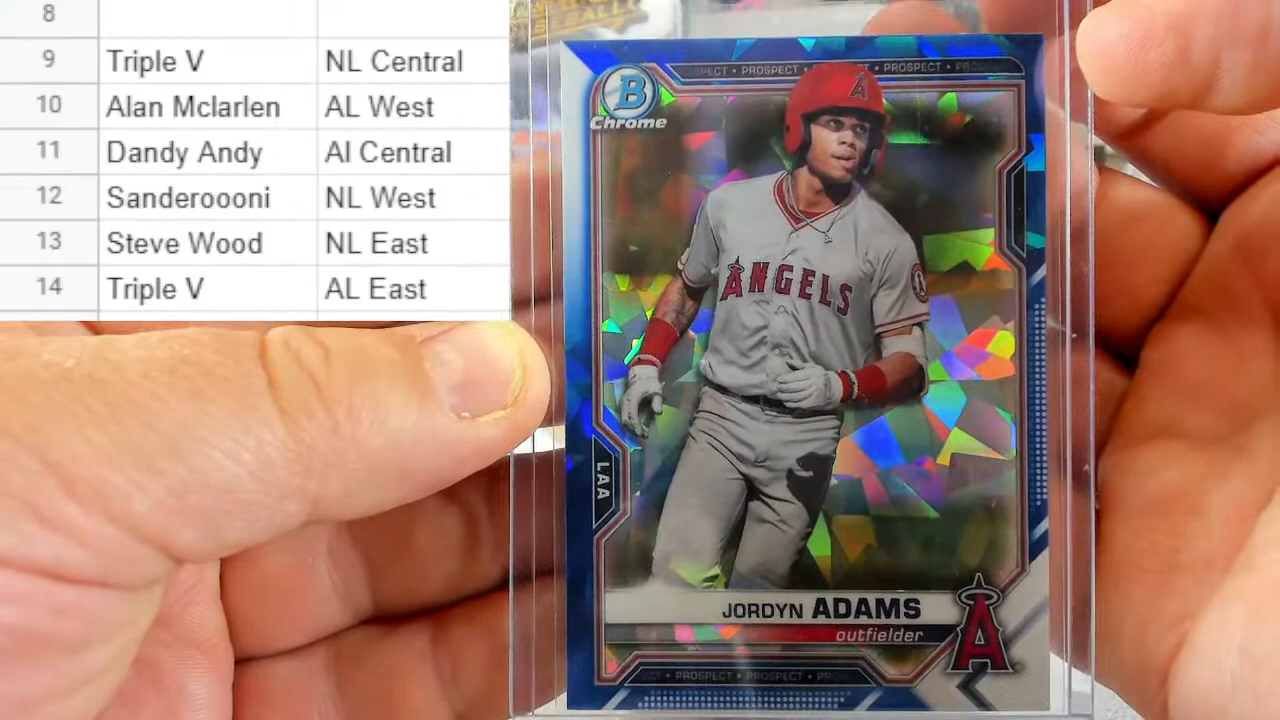 8
9 Triple V NL Central
10 Alan Mclarlen AL West
11 Dandy Andy Al Central
12 Sanderoooni NL West
13 Steve Wood NL East
14 Triple V AL East
PROSPECT • PROSPECT
B
Chrome
A
ANGELS
A
LAA
JORDYN ADAMS
outfielder
A
PROSPECT • PROSPECT